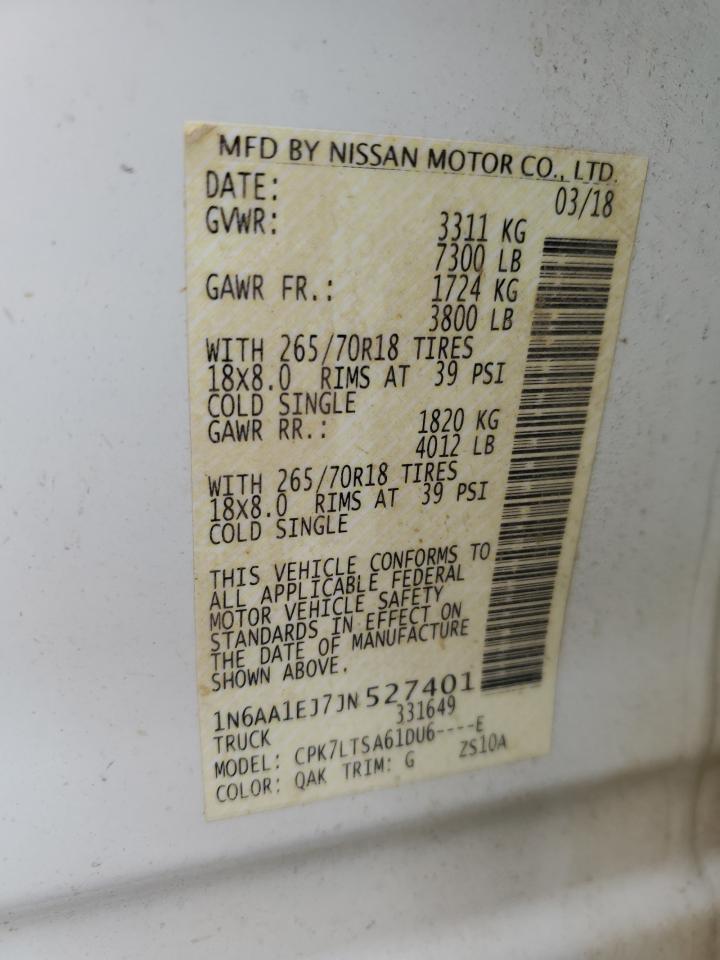 MFD BY NISSAN MOTOR CO., LTD.
DATE: 03/18
GVWR: 3311 KG
7300 LB
GAWR FR.: 1724 KG
3800 LB
WITH 265/70R18 TIRES
18X8.0 RIMS AT 39 PSI
COLD SINGLE
GAWR RR.: 1820 KG
4012 LB
WITH 265/70R18 TIRES
18X8.0 RIMS AT 39 PSI
COLD SINGLE
THIS VEHICLE CONFORMS TO
ALL APPLICABLE FEDERAL
MOTOR VEHICLE SAFETY
STANDARDS IN EFFECT ON
THE DATE OF MANUFACTURE
SHOWN ABOVE.
1N6AA1EJ7JN527401
TRUCK 331649
MODEL: CPK7LTSA61DU6----E
COLOR: QAK TRIM: G ZS10A